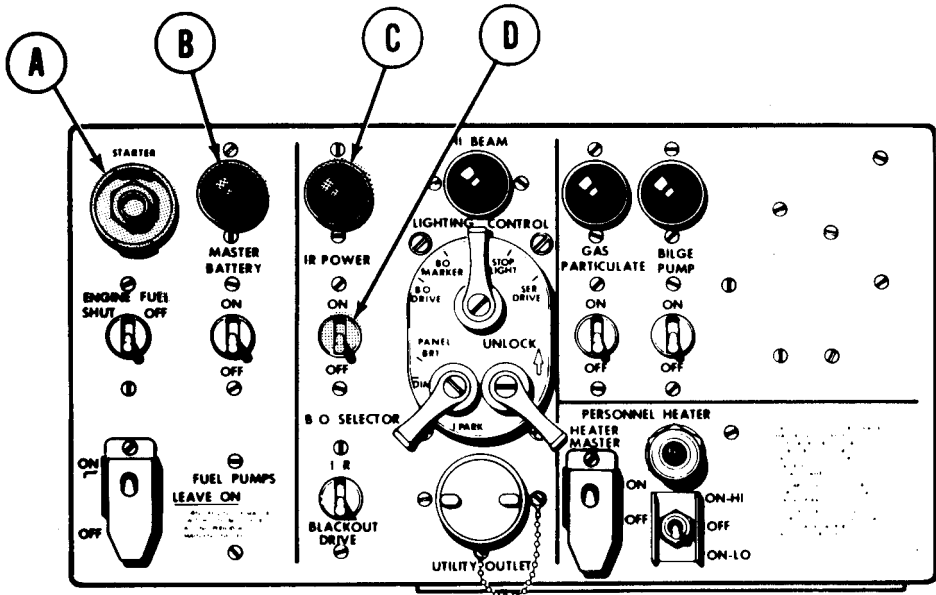 A
B
C
D
STARTER
HI BEAM
MASTER
BATTERY
IR POWER
LIGHTING CONTROL
GAS
PARTICULATE
BILGE
PUMP
ENGINE FUEL
SHUT OFF
ON
OFF
ON
OFF
BO
MARKER
STOP
LIGHT
BO
DRIVE
SER
DRIVE
PANEL
BRT
UNLOCK
DIM
PARK
ON
OFF
ON
OFF
B O SELECTOR
I R
BLACKOUT
DRIVE
ON
OFF
FUEL PUMPS
LEAVE ON
UTILITY OUTLET
PERSONNEL HEATER
HEATER
MASTER
ON
OFF
ON-HI
OFF
ON-LO